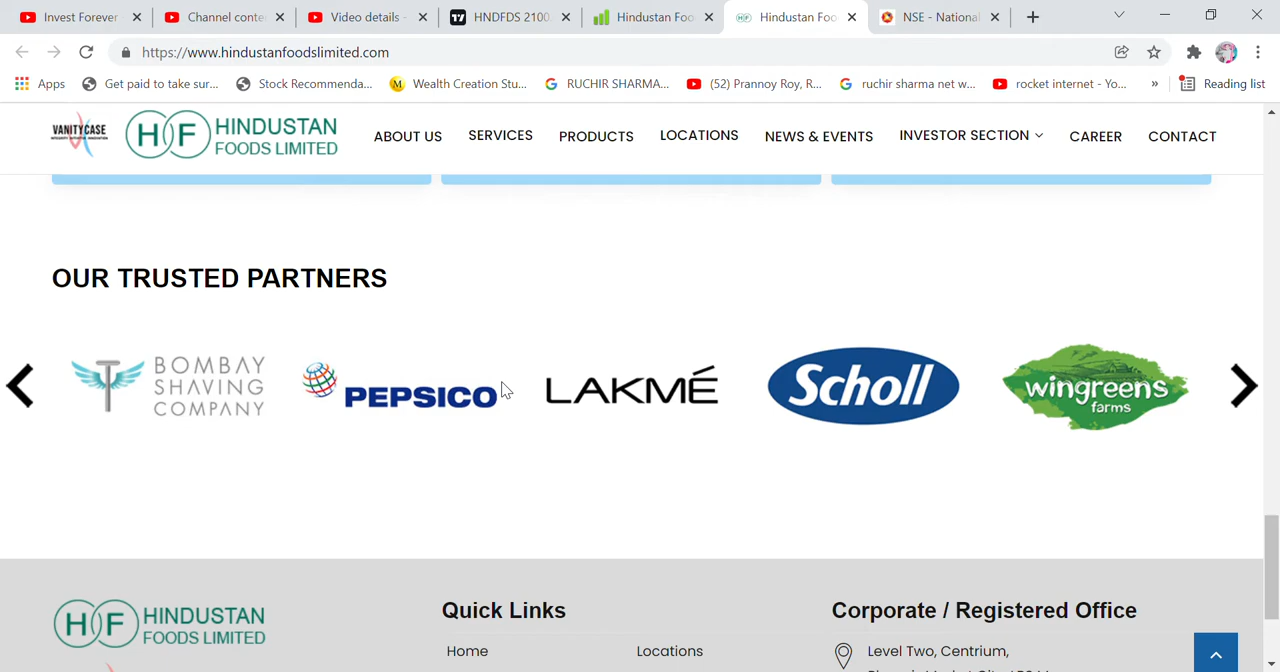 Invest Forever
Channel conte
Video details -
HNDFDS 2100.
Hindustan Foo
Hindustan Foo
NSE - National
https://www.hindustanfoodslimited.com
Apps
Get paid to take sur...
Stock Recommenda...
Wealth Creation Stu...
RUCHIR SHARMA...
(52) Prannoy Roy, R...
ruchir sharma net w...
rocket internet - Yo...
»
Reading list
VANITYCASE
HF HINDUSTAN
FOODS LIMITED
ABOUT US
SERVICES
PRODUCTS
LOCATIONS
NEWS & EVENTS
INVESTOR SECTION
CAREER
CONTACT
OUR TRUSTED PARTNERS
BOMBAY
SHAVING
COMPANY
PEPSICO
LAKMÉ
Scholl
wingreens
farms
HF HINDUSTAN
FOODS LIMITED
Quick Links
Corporate / Registered Office
Home
Locations
Level Two, Centrium,